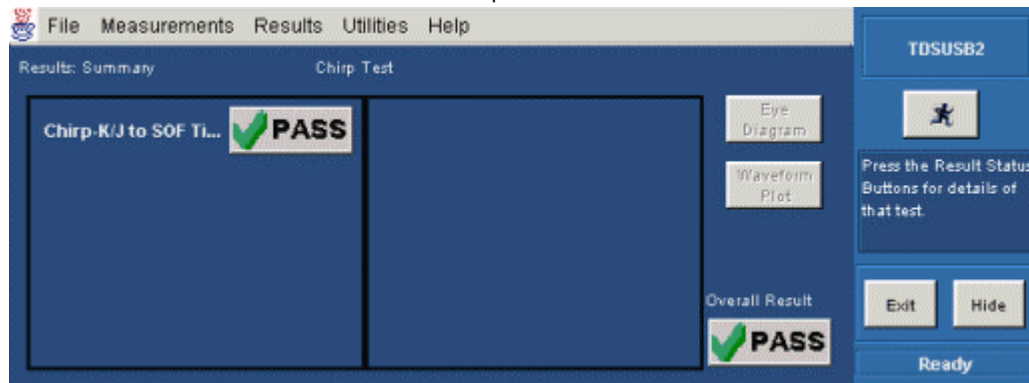 File Measurements Results Utilities Help
TDSUSB2
Results: Summary Chirp Test
Chirp-K/J to SOF Ti... PASS
Eye
Diagram
Waveform
Plot
Press the Result Status
Buttons for details of
that test.
Overall Result
PASS
Exit Hide
Ready